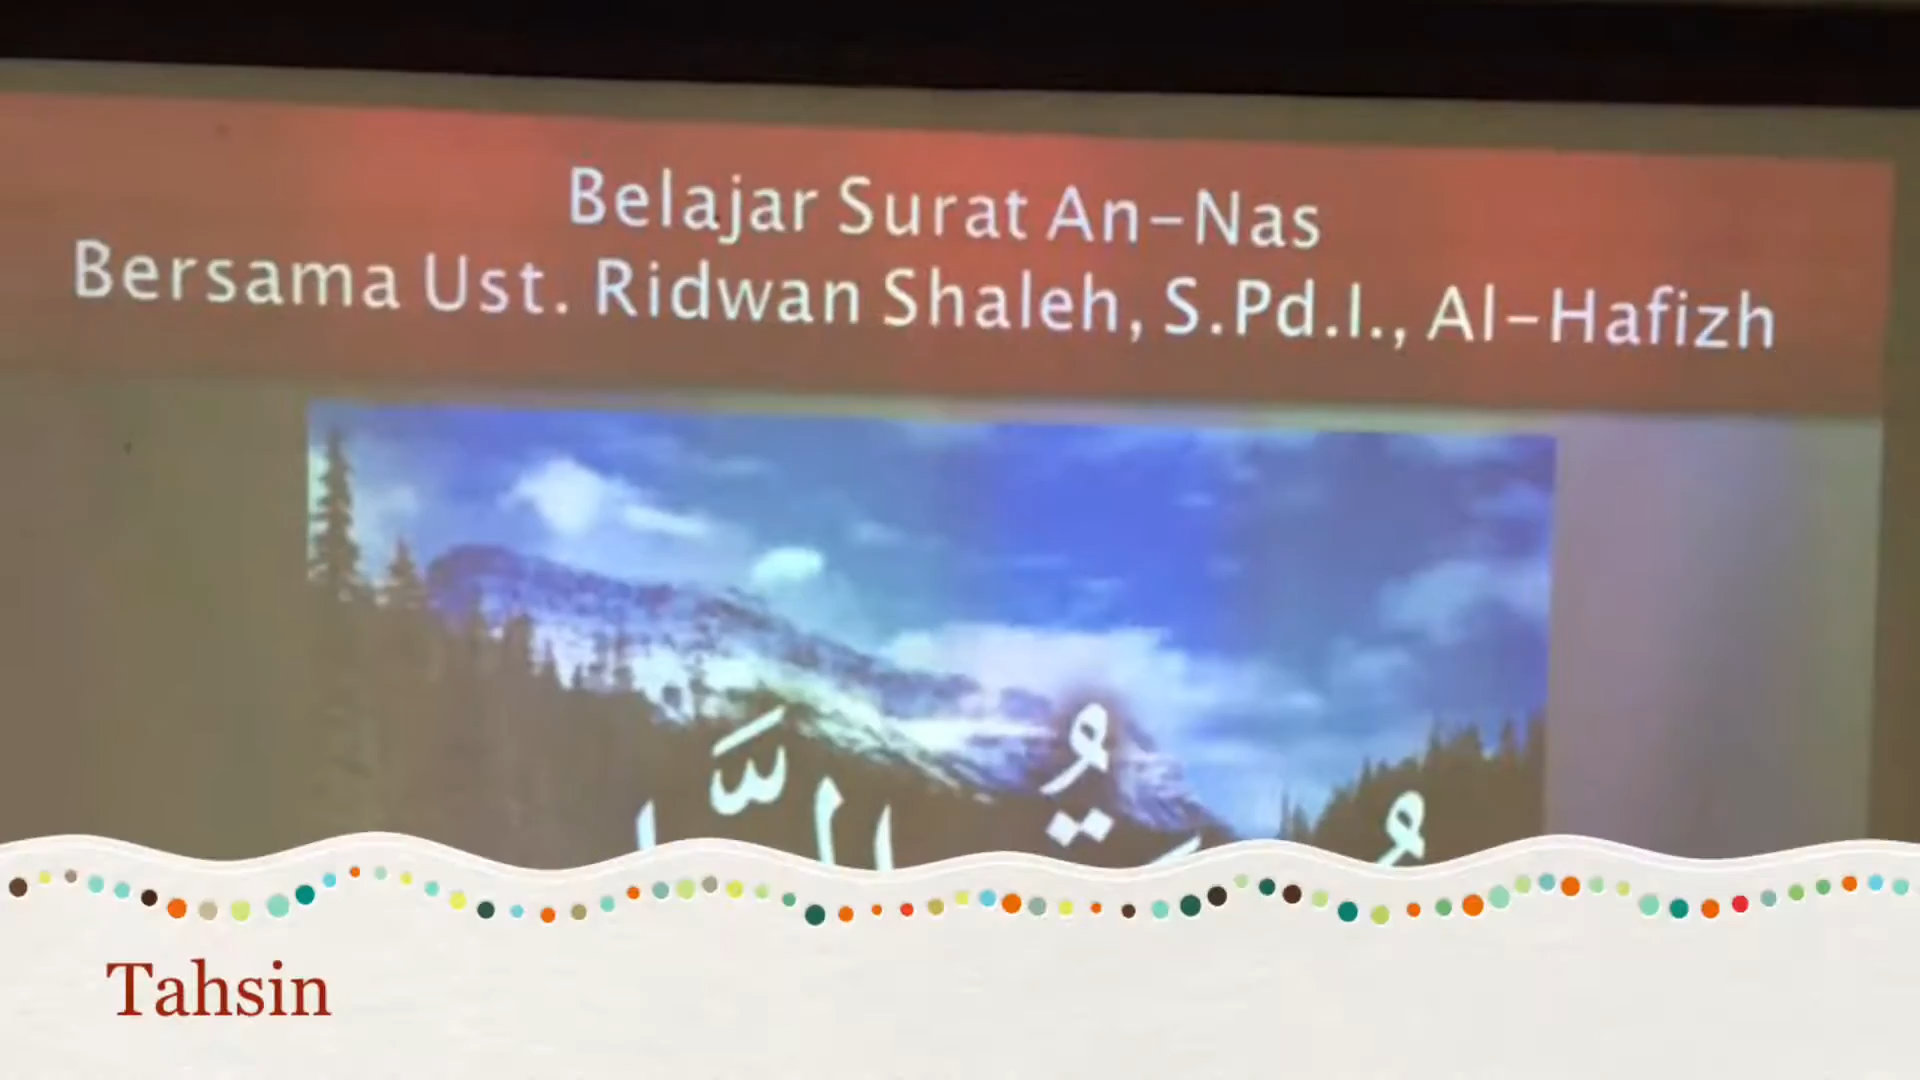 Belajar Surat An-Nas
Bersama Ust. Ridwan Shaleh, S.Pd.I., Al-Hafizh
Tahsin